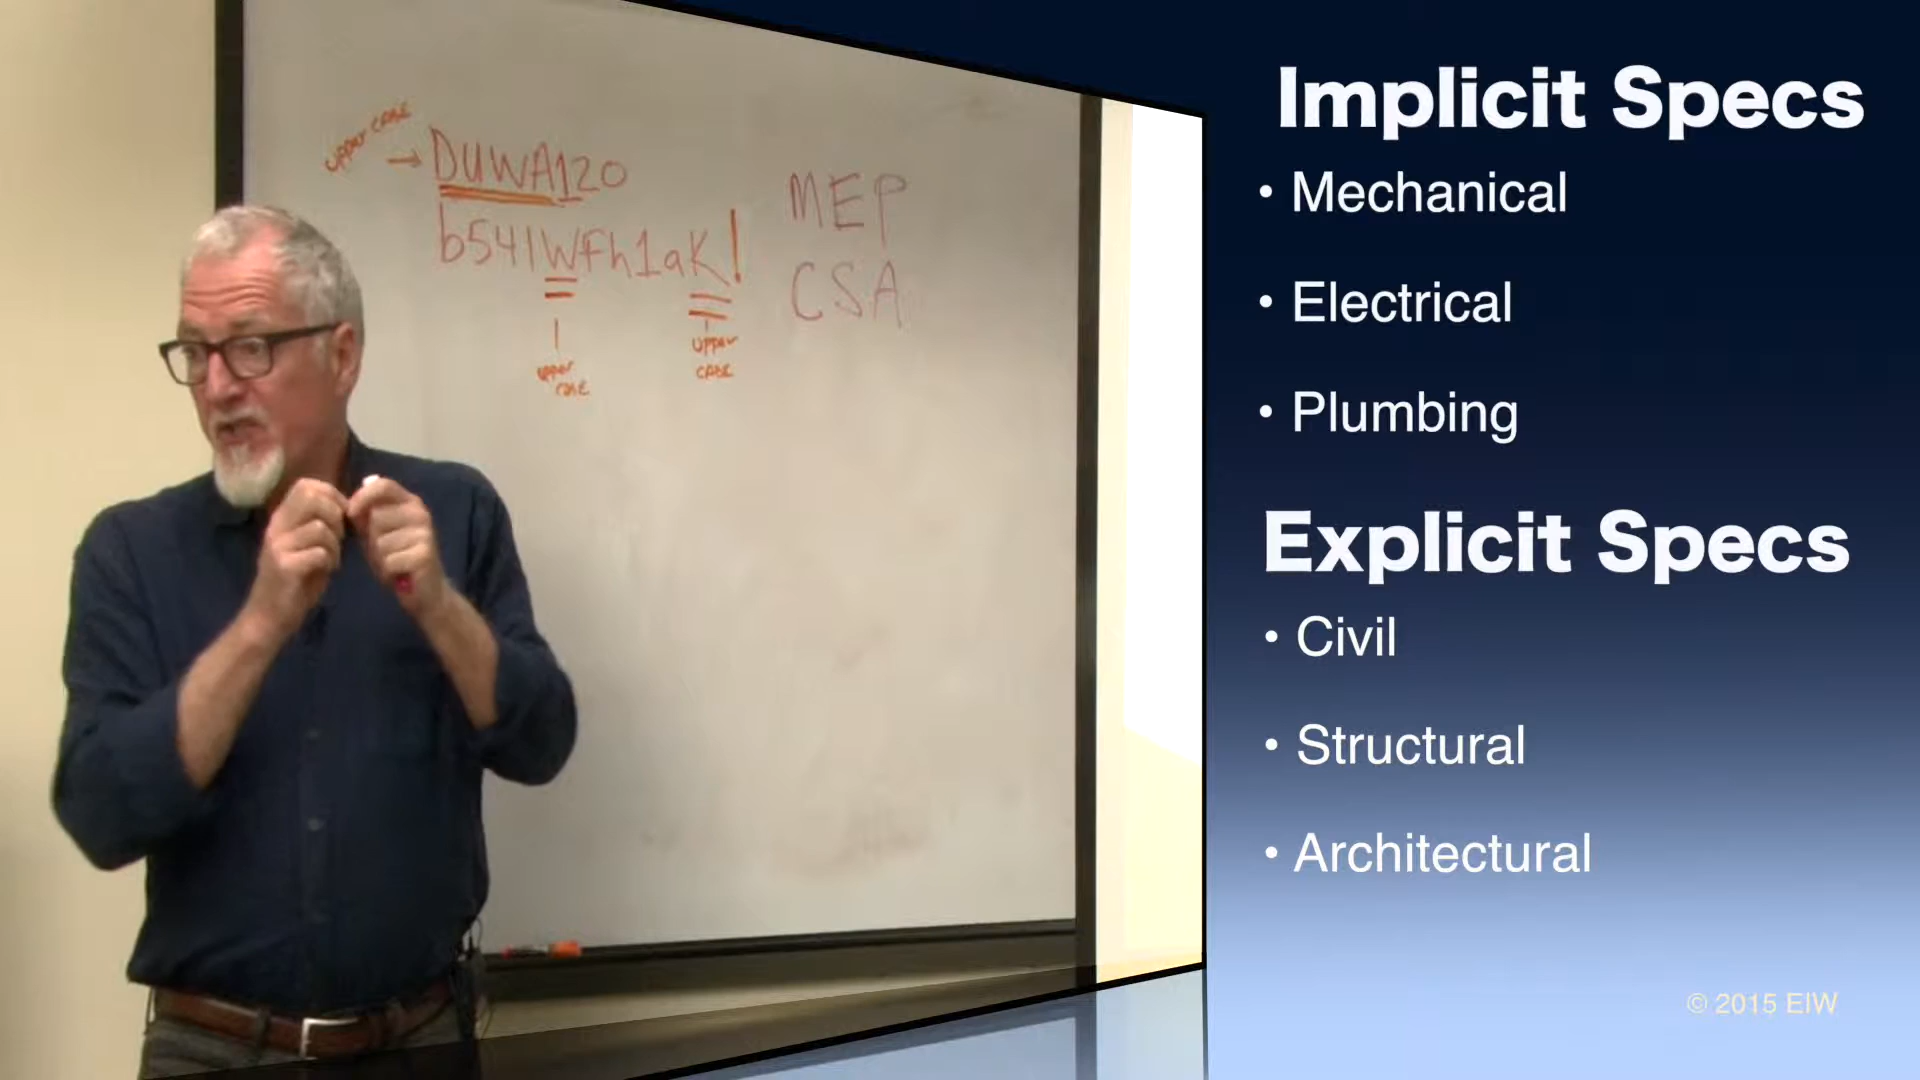 UPPER CASE
→ DUWA120
b541Wfh1aK!
upper
case
upper
case
MEP
CSA
Implicit Specs
• Mechanical
• Electrical
• Plumbing
Explicit Specs
• Civil
• Structural
• Architectural
© 2015 EIW